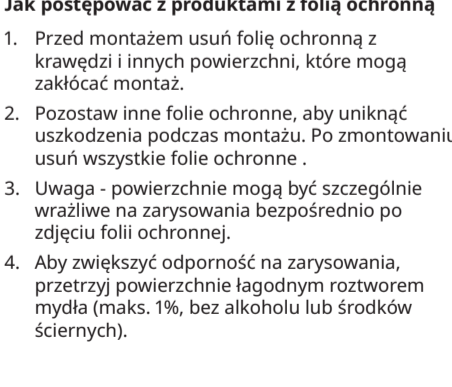 Jak postępować z produktami z folią ochronną
1. Przed montażem usuń folię ochronną z
krawędzi i innych powierzchni, które mogą
zakłócać montaż.
2. Pozostaw inne folie ochronne, aby uniknąć
uszkodzenia podczas montażu. Po zmontowaniu
usuń wszystkie folie ochronne .
3. Uwaga - powierzchnie mogą być szczególnie
wrażliwe na zarysowania bezpośrednio po
zdjęciu folii ochronnej.
4. Aby zwiększyć odporność na zarysowania,
przetrzyj powierzchnie łagodnym roztworem
mydła (maks. 1%, bez alkoholu lub środków
ściernych).